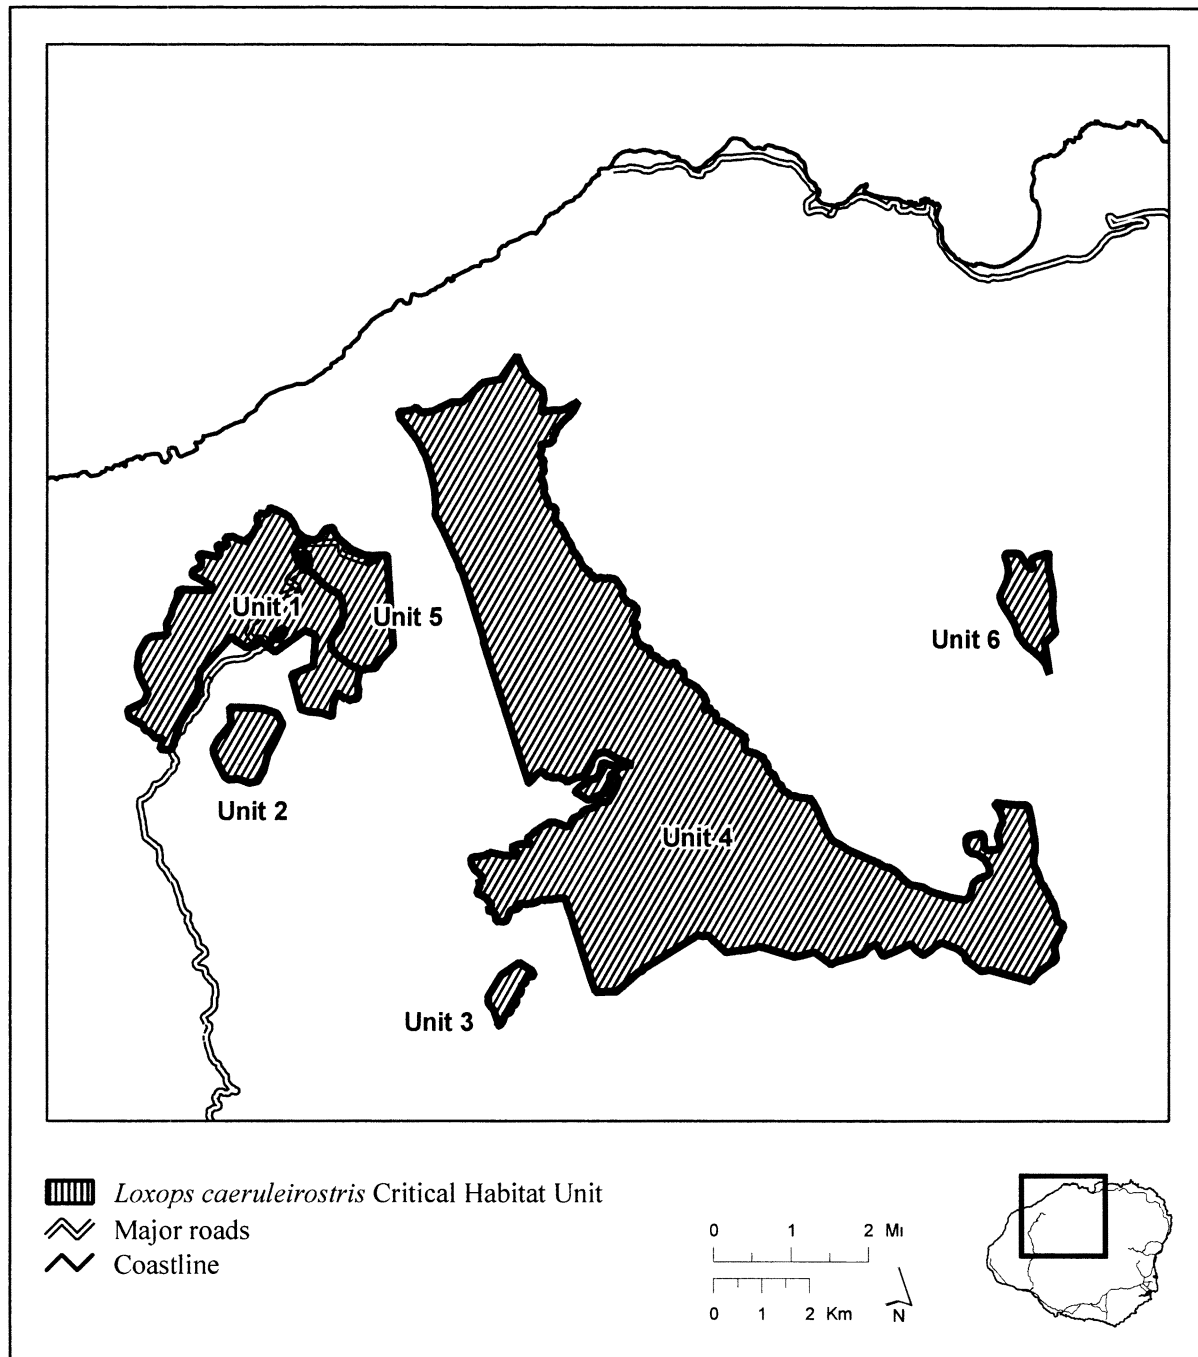 Unit 1
Unit 5
Unit 6
Unit 2
Unit 4
Unit 3
Loxops caeruleirostris Critical Habitat Unit
Major roads
Coastline
0 1 2 MI
0 1 2 Km
N